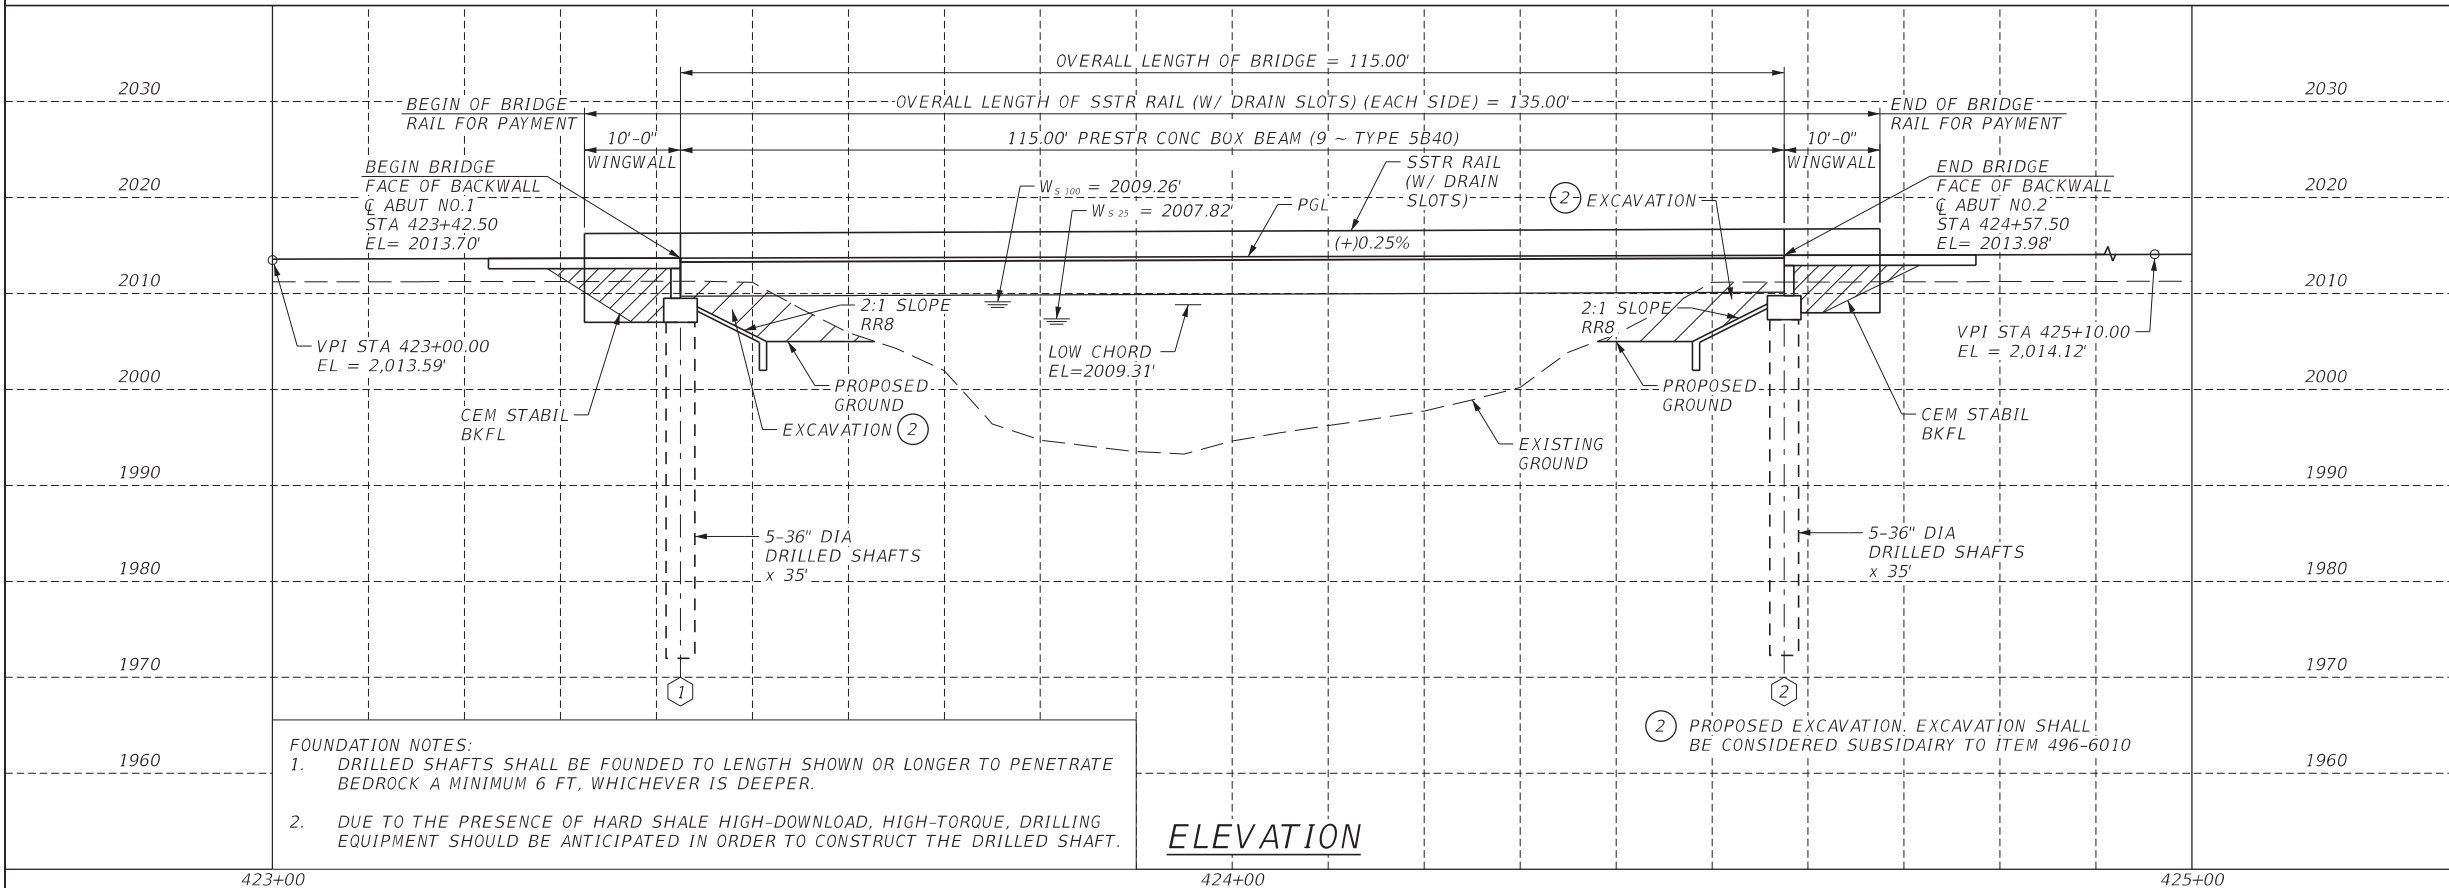 OVERALL LENGTH OF BRIDGE = 115.00'
2030
BEGIN OF BRIDGE
RAIL FOR PAYMENT
OVERALL LENGTH OF SSTR RAIL (W/ DRAIN SLOTS) (EACH SIDE) = 135.00'
END OF BRIDGE
RAIL FOR PAYMENT
2030
10'-0"
WINGWALL
115.00' PRESTR CONC BOX BEAM (9 ~ TYPE 5B40)
10'-0"
WINGWALL
BEGIN BRIDGE
FACE OF BACKWALL
℄ ABUT NO.1
STA 423+42.50
EL= 2013.70'
SSTR RAIL
(W/ DRAIN
SLOTS)
END BRIDGE
FACE OF BACKWALL
℄ ABUT NO.2
STA 424+57.50
EL= 2013.98'
2020
WS 100 = 2009.26'
WS 25 = 2007.82'
PGL
2 EXCAVATION
2020
(+)0.25%
2010
2010
2:1 SLOPE
RR8
2:1 SLOPE
RR8
VPI STA 423+00.00
EL = 2,013.59'
LOW CHORD
EL=2009.31'
VPI STA 425+10.00
EL = 2,014.12'
2000
2000
PROPOSED
GROUND
PROPOSED
GROUND
CEM STABIL
BKFL
EXCAVATION 2
CEM STABIL
BKFL
EXISTING
GROUND
1990
1990
5-36" DIA
DRILLED SHAFTS
x 35'
5-36" DIA
DRILLED SHAFTS
x 35'
1980
1980
1970
1970
1
2
2 PROPOSED EXCAVATION. EXCAVATION SHALL
BE CONSIDERED SUBSIDAIRY TO ITEM 496-6010
1960
1960
FOUNDATION NOTES:
1. DRILLED SHAFTS SHALL BE FOUNDED TO LENGTH SHOWN OR LONGER TO PENETRATE
BEDROCK A MINIMUM 6 FT, WHICHEVER IS DEEPER.
2. DUE TO THE PRESENCE OF HARD SHALE HIGH-DOWNLOAD, HIGH-TORQUE, DRILLING
EQUIPMENT SHOULD BE ANTICIPATED IN ORDER TO CONSTRUCT THE DRILLED SHAFT.
ELEVATION
423+00
424+00
425+00